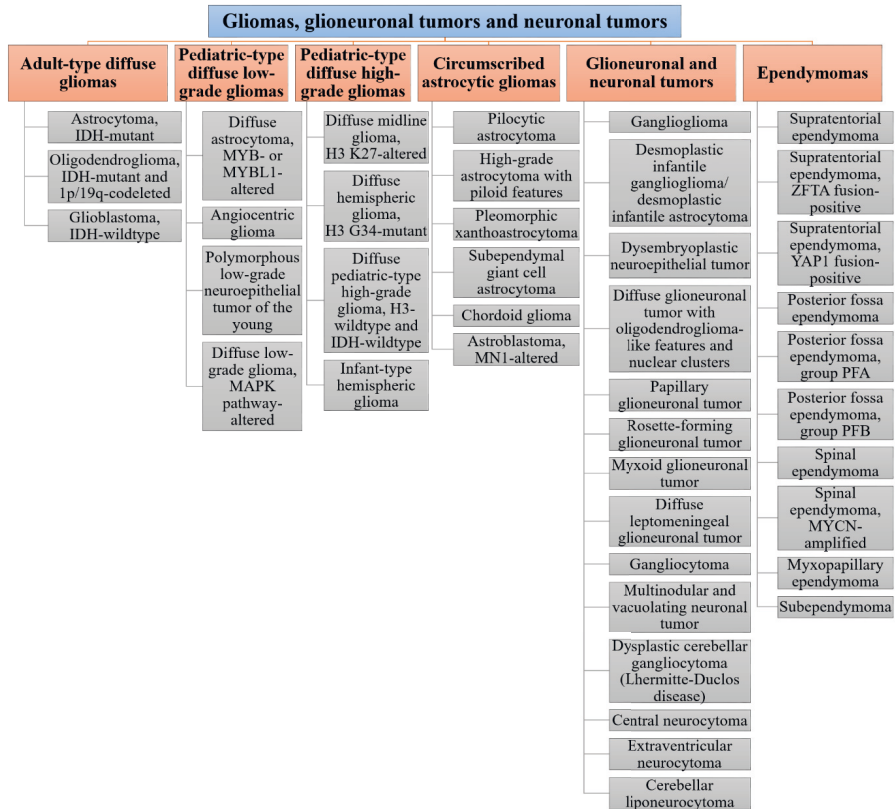 Gliomas, glioneuronal tumors and neuronal tumors
Adult-type diffuse
gliomas
Astrocytoma,
IDH-mutant
Oligodendroglioma,
IDH-mutant and
1p/19q-codeleted
Glioblastoma,
IDH-wildtype
Pediatric-type
diffuse low-
grade gliomas
Diffuse
astrocytoma,
MYB- or
MYBL1-
altered
Angiocentric
glioma
Polymorphous
low-grade
neuroepithelial
tumor of the
young
Diffuse low-
grade glioma,
MAPK
pathway-
altered
Pediatric-type
diffuse high-
grade gliomas
Diffuse midline
glioma,
H3 K27-altered
Diffuse
hemispheric
glioma,
H3 G34-mutant
Diffuse
pediatric-type
high-grade
glioma, H3-
wildtype and
IDH-wildtype
Infant-type
hemispheric
glioma
Circumscribed
astrocytic gliomas
Pilocytic
astrocytoma
High-grade
astrocytoma with
piloid features
Pleomorphic
xanthoastrocytoma
Subependymal
giant cell
astrocytoma
Chordoid glioma
Astroblastoma,
MN1-altered
Glioneuronal and
neuronal tumors
Ganglioglioma
Desmoplastic
infantile
ganglioglioma/
desmoplastic
infantile astrocytoma
Dysembryoplastic
neuroepithelial tumor
Diffuse glioneuronal
tumor with
oligodendroglioma-
like features and
nuclear clusters
Papillary
glioneuronal tumor
Rosette-forming
glioneuronal tumor
Myxoid glioneuronal
tumor
Diffuse
leptomeningeal
glioneuronal tumor
Gangliocytoma
Multinodular and
vacuolating neuronal
tumor
Dysplastic cerebellar
gangliocytoma
(Lhermitte-Duclos
disease)
Central neurocytoma
Extraventricular
neurocytoma
Cerebellar
liponeurocytoma
Ependymomas
Supratentorial
ependymoma
Supratentorial
ependymoma,
ZFTA fusion-
positive
Supratentorial
ependymoma,
YAP1 fusion-
positive
Posterior fossa
ependymoma
Posterior fossa
ependymoma,
group PFA
Posterior fossa
ependymoma,
group PFB
Spinal
ependymoma
Spinal
ependymoma,
MYCN-
amplified
Myxopapillary
ependymoma
Subependymoma